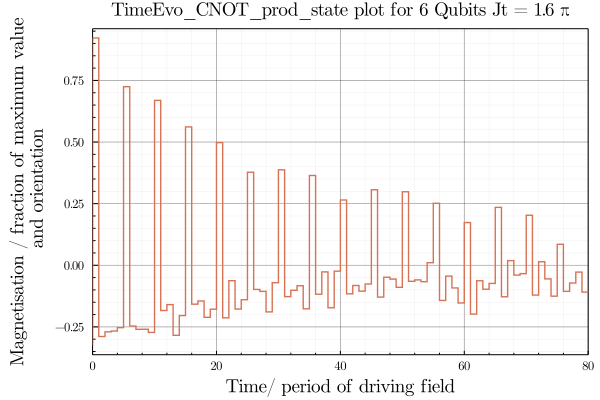 TimeEvo_CNOT_prod_state plot for 6 Qubits Jt = 1.6 π
Magnetisation / fraction of maximum value
and orientation
0.75
0.50
0.25
0.00
−0.25
0 20 40 60 80
Time/ period of driving field